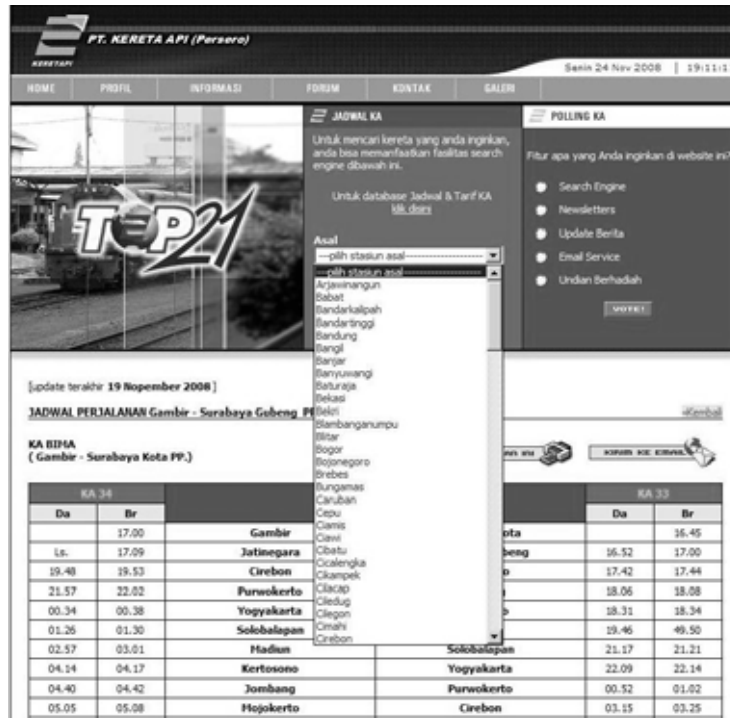 PT. KERETA API (Persero)
KERETAPI
Senin 24 Nov 2008 | 19:11:1
HOME PROFIL INFORMASI FORUM KONTAK GALERI
JADWAL KA
Untuk mencari kereta yang anda inginkan,
anda bisa memanfaatkan fasilitas search
engine dibawah ini.
Untuk database Jadwal & Tarif KA
klik disini
Asal
---pilih stasiun asal---
---pilih stasiun asal---
Arjawinangun
Babat
Bandarkalipah
Bandartinggi
Bandung
Bangil
Banjar
Banyuwangi
Baturaja
Bekasi
Bekri
Blambanganumpu
Blitar
Bogor
Bojonegoro
Brebes
Bungamas
Caruban
Cepu
Ciamis
Ciawi
Cibatu
Cicalengka
Cikampek
Cilacap
Ciledug
Cilegon
Cimahi
Cirebon
POLLING KA
Fitur apa yang Anda inginkan di website ini?
Search Engine
Newsletters
Update Berita
Email Service
Undian Berhadiah
VOTE!
TOP21
[update terakhir 19 Nopember 2008]
JADWAL PERJALANAN Gambir - Surabaya Gubeng P
Kembali
KA BIMA
( Gambir - Surabaya Kota PP.)
AN INI
KIRIM KE EMAIL
KA 34 KA 33
Da Br Da Br
17.00 Gambir ota 16.45
Ls. 17.09 Jatinegara beng 16.52 17.00
19.48 19.53 Cirebon o 17.42 17.44
21.57 22.02 Purwokerto 18.06 18.08
00.34 00.38 Yogyakarta o 18.31 18.34
01.26 01.30 Solobalapan 19.46 49.50
02.57 03.01 Madiun Solobalapan 21.17 21.21
04.14 04.17 Kertosono Yogyakarta 22.09 22.14
04.40 04.42 Jombang Purwokerto 00.52 01.02
05.05 05.08 Mojokerto Cirebon 03.15 03.25